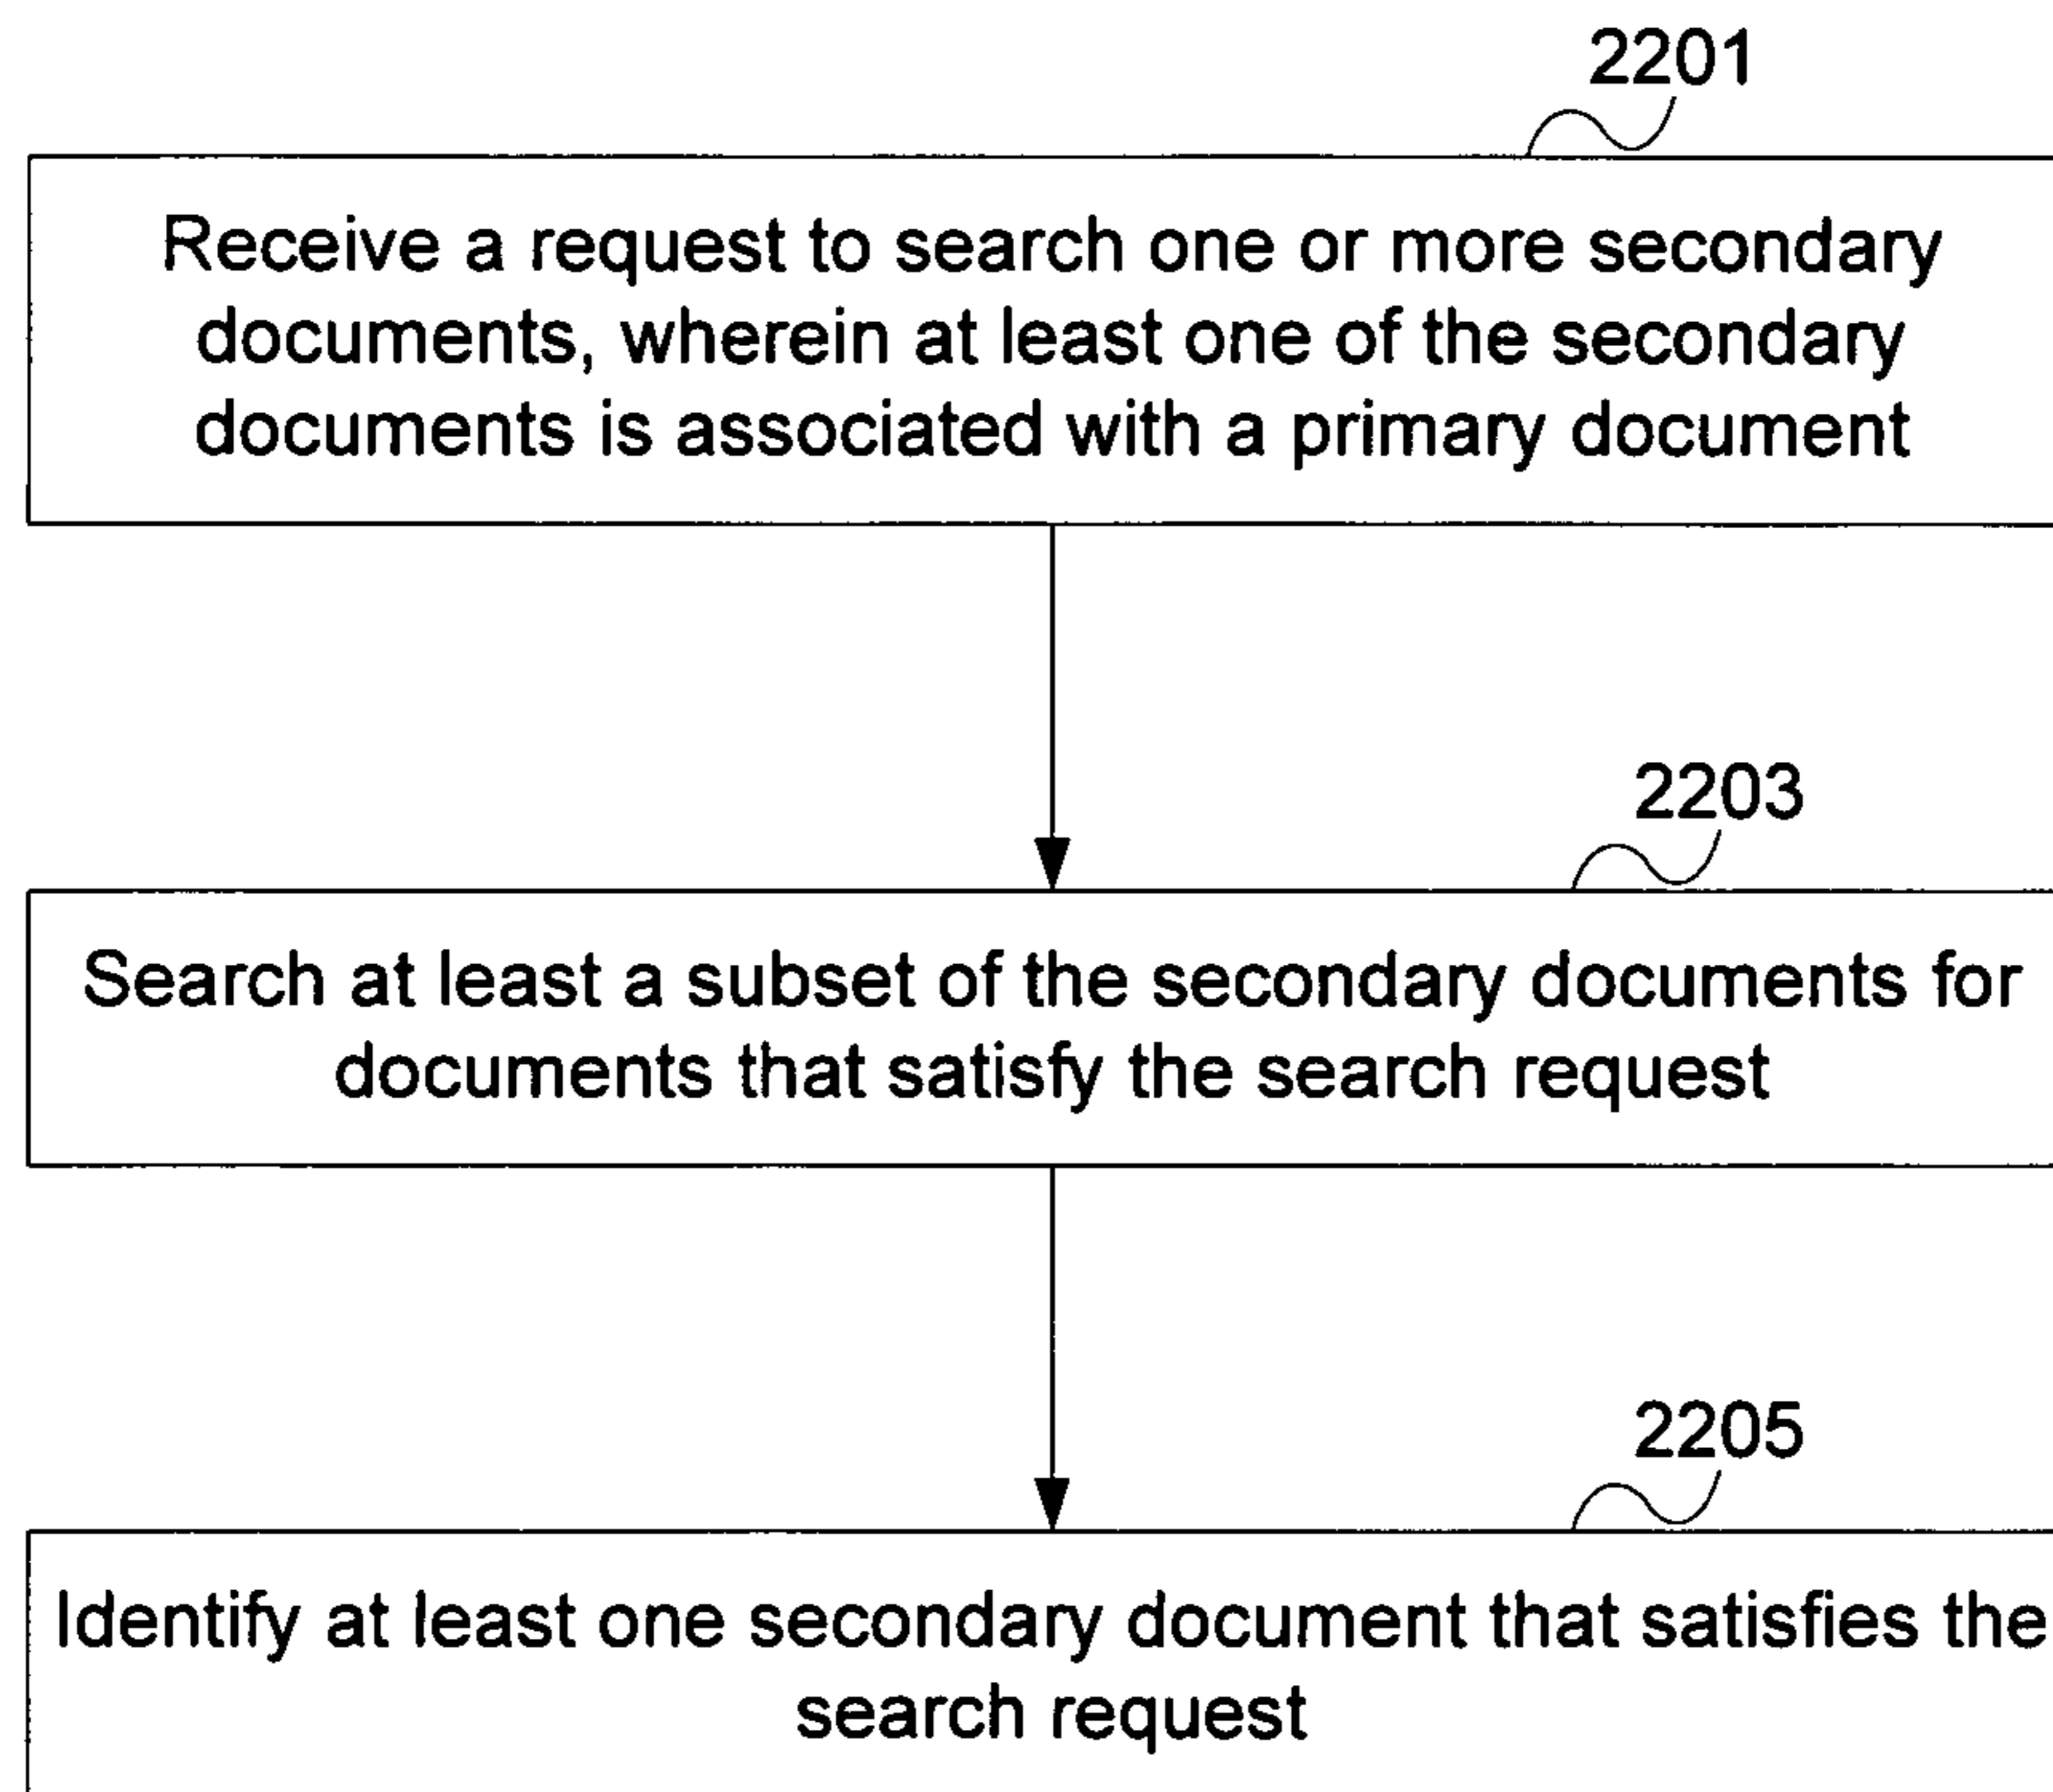 2201
Receive a request to search one or more secondary
documents, wherein at least one of the secondary
documents is associated with a primary document
2203
Search at least a subset of the secondary documents for
documents that satisfy the search request
2205
Identify at least one secondary document that satisfies the
search request